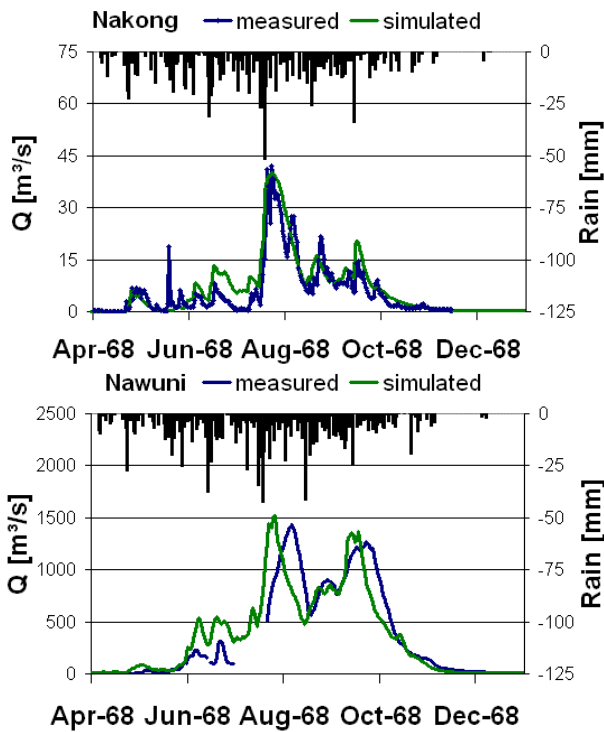 Nakong measured simulated
75 0
60 -25
45 -50
30 -75
15 -100
0 -125
Q [m³/s]
Rain [mm]
Apr-68 Jun-68 Aug-68 Oct-68 Dec-68
Nawuni measured simulated
2500 0
2000 -25
1500 -50
1000 -75
500 -100
0 -125
Q [m³/s]
Rain [mm]
Apr-68 Jun-68 Aug-68 Oct-68 Dec-68